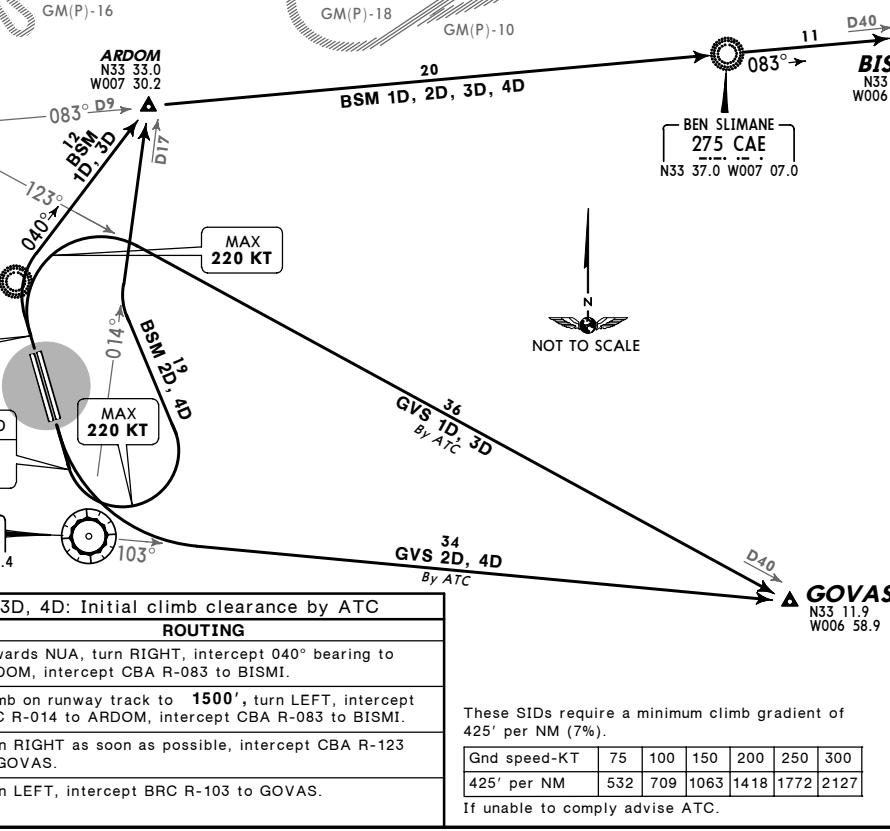 GM(P)-16
GM(P)-18
GM(P)-10
D40
11
BIS
N33
W006
083°
20
BSM 1D, 2D, 3D, 4D
ARDOM
N33 33.0
W007 30.2
083° D9
D17
12
BSM
1D, 3D
BEN SLIMANE
275 CAE
N33 37.0 W007 07.0
123°
040°
MAX
220 KT
N
NOT TO SCALE
014°
19
BSM 2D, 4D
MAX
220 KT
36
GVS 1D, 3D
By ATC
D
.4
103°
34
GVS 2D, 4D
By ATC
D40
GOVAS
N33 11.9
W006 58.9
3D, 4D: Initial climb clearance by ATC
ROUTING
wards NUA, turn RIGHT, intercept 040° bearing to
DOM, intercept CBA R-083 to BISMI.
mb on runway track to 1500', turn LEFT, intercept
C R-014 to ARDOM, intercept CBA R-083 to BISMI.
n RIGHT as soon as possible, intercept CBA R-123
GOVAS.
n LEFT, intercept BRC R-103 to GOVAS.
These SIDs require a minimum climb gradient of
425' per NM (7%).
Gnd speed-KT 75 100 150 200 250 300
425' per NM 532 709 1063 1418 1772 2127
If unable to comply advise ATC.